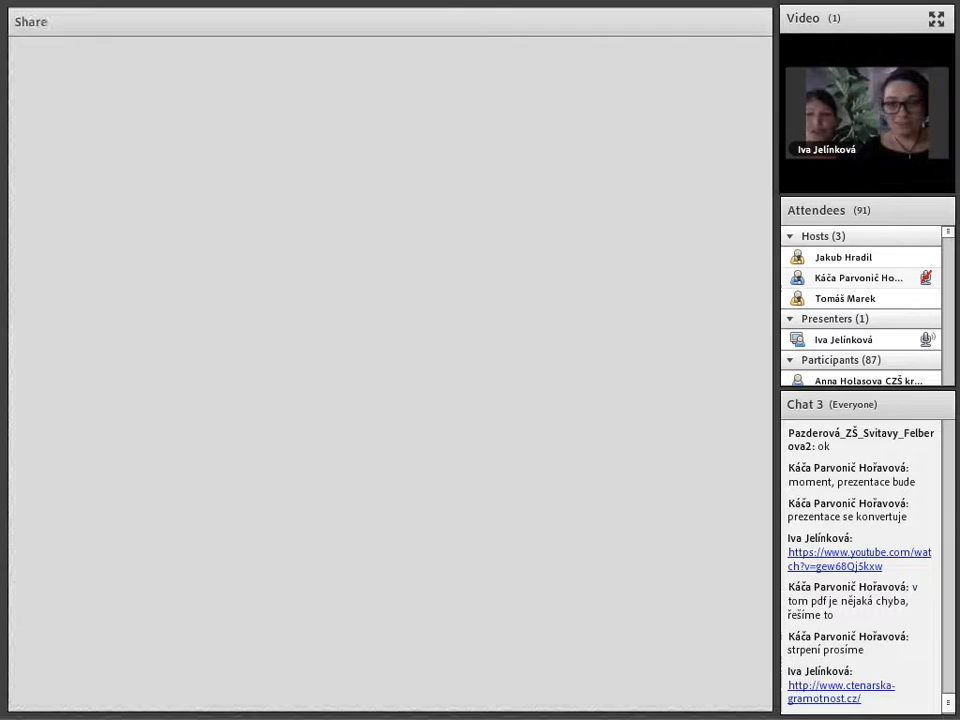 Share
Video (1)
Iva Jelínková
Attendees (91)
Hosts (3)
Jakub Hradil
Káča Parvonič Ho...
Tomáš Marek
Presenters (1)
Iva Jelínková
Participants (87)
Anna Holasova CZŠ kr...
Chat 3 (Everyone)
Pazderová_ZŠ_Svitavy_Felber
ova2: ok
Káča Parvonič Hořavová:
moment, prezentace bude
Káča Parvonič Hořavová:
prezentace se konvertuje
Iva Jelínková:
https://www.youtube.com/wat
ch?v=gew68Qj5kxw
Káča Parvonič Hořavová: v
tom pdf je nějaká chyba,
řešíme to
Káča Parvonič Hořavová:
strpení prosíme
Iva Jelínková:
http://www.ctenarska-
gramotnost.cz/